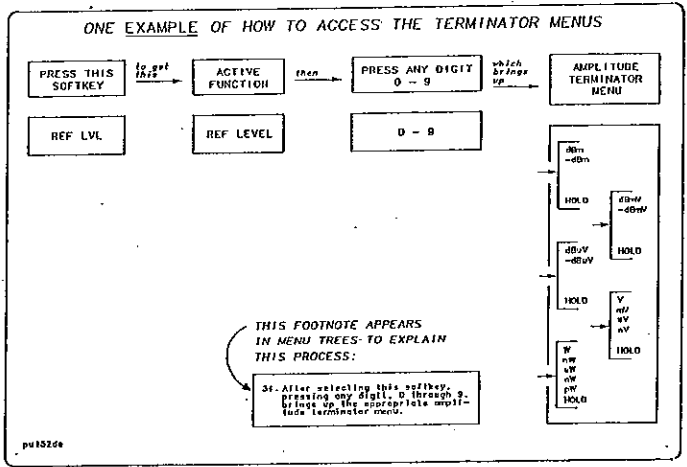 ONE EXAMPLE OF HOW TO ACCESS THE TERMINATOR MENUS
PRESS THIS
SOFTKEY
to get
this
ACTIVE
FUNCTION
then
PRESS ANY DIGIT
0 - 9
which
brings
up
AMPLITUDE
TERMINATOR
MENU
REF LVL
REF LEVEL
0 - 9
dBm
-dBm
HOLD
dBmV
-dBmV
HOLD
dBuV
-dBuV
HOLD
V
mV
uV
nV
HOLD
W
mW
uW
nW
pW
HOLD
THIS FOOTNOTE APPEARS
IN MENU TREES TO EXPLAIN
THIS PROCESS:
After selecting this softkey,
pressing any digit, 0 through 9,
brings up the appropriate ampli-
tude terminator menu.
pu152de